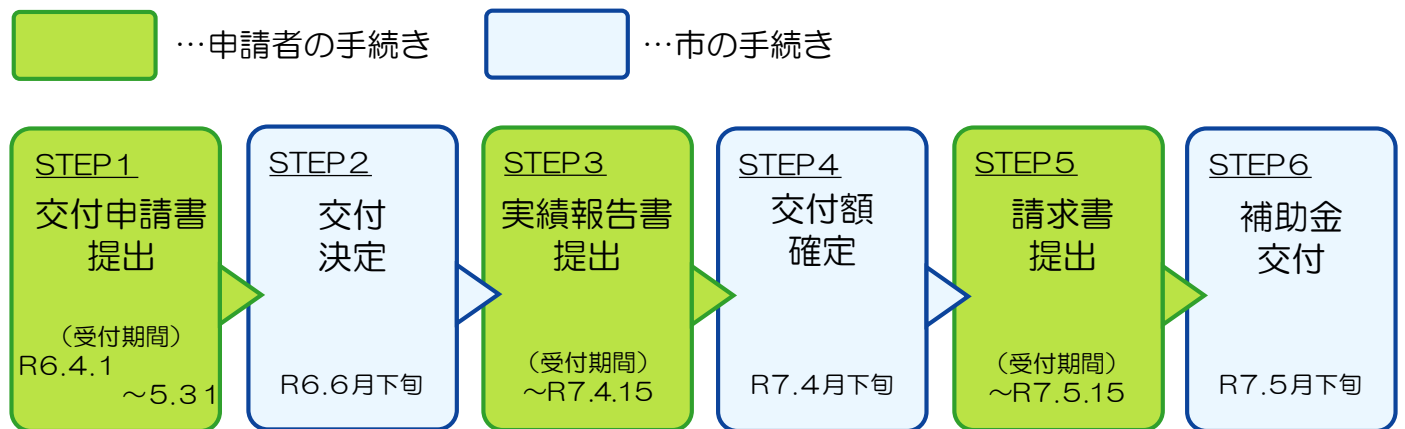 …申請者の手続き
…市の手続き
STEP1
交付申請書
提出
（受付期間）
R6.4.1
～5.31
STEP2
交付
決定
R6.6月下旬
STEP3
実績報告書
提出
（受付期間）
～R7.4.15
STEP4
交付額
確定
R7.4月下旬
STEP5
請求書
提出
（受付期間）
～R7.5.15
STEP6
補助金
交付
R7.5月下旬